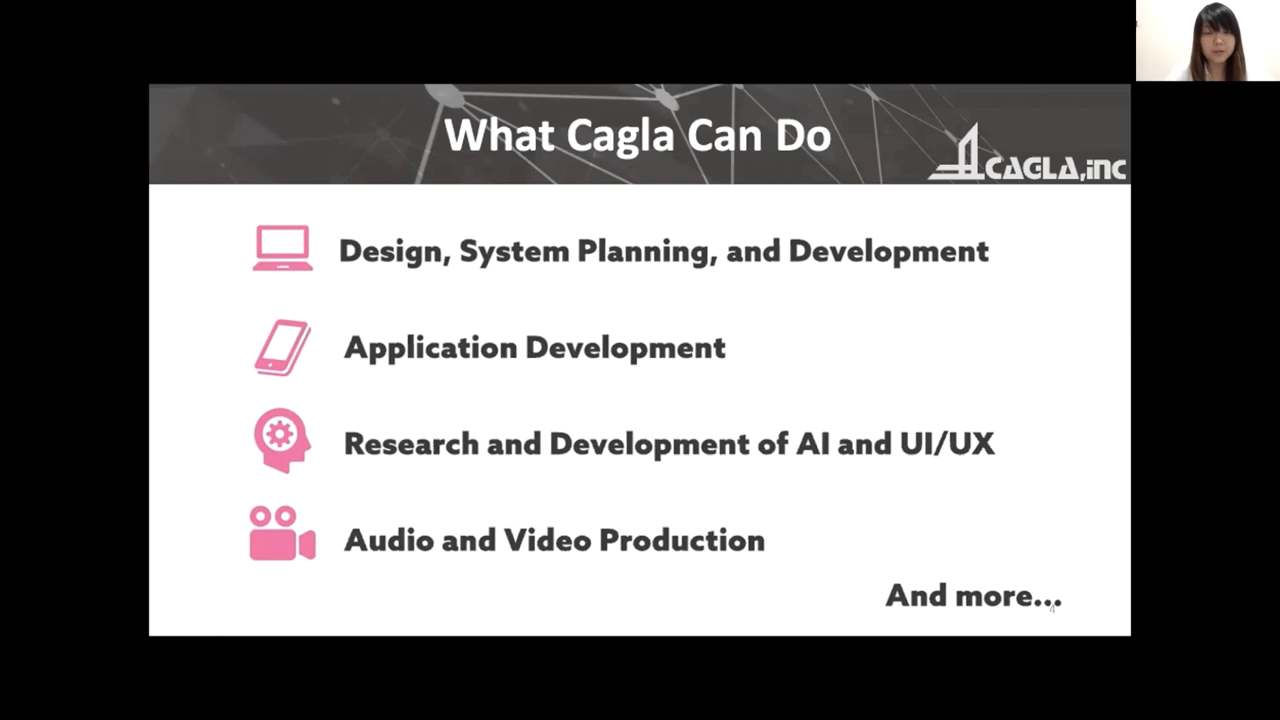 What Cagla Can Do
CAGLA,inc
Design, System Planning, and Development
Application Development
Research and Development of AI and UI/UX
Audio and Video Production
And more...
4